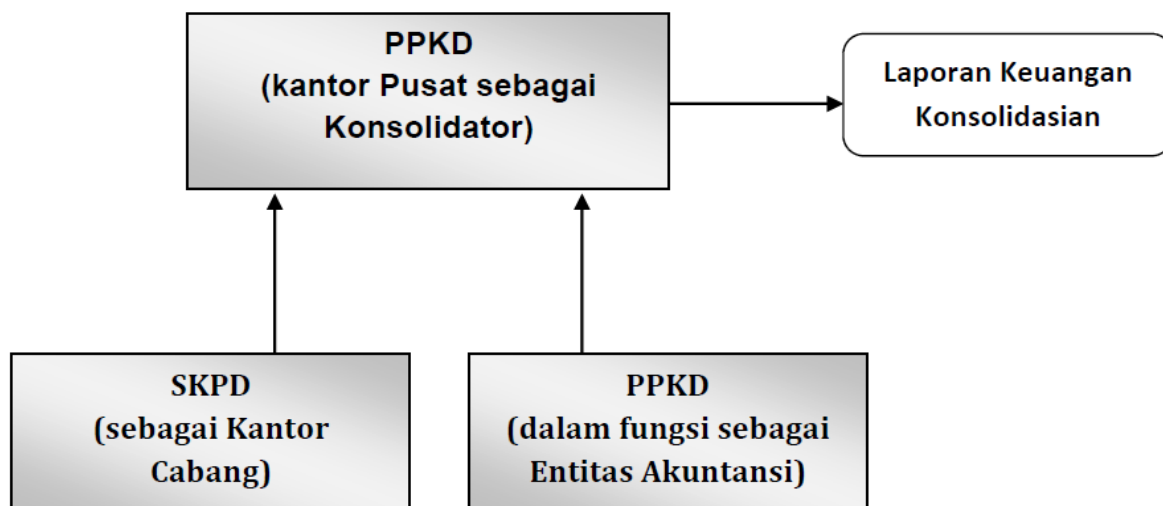 PPKD
(kantor Pusat sebagai
Konsolidator)
Laporan Keuangan
Konsolidasian
SKPD
(sebagai Kantor
Cabang)
PPKD
(dalam fungsi sebagai
Entitas Akuntansi)